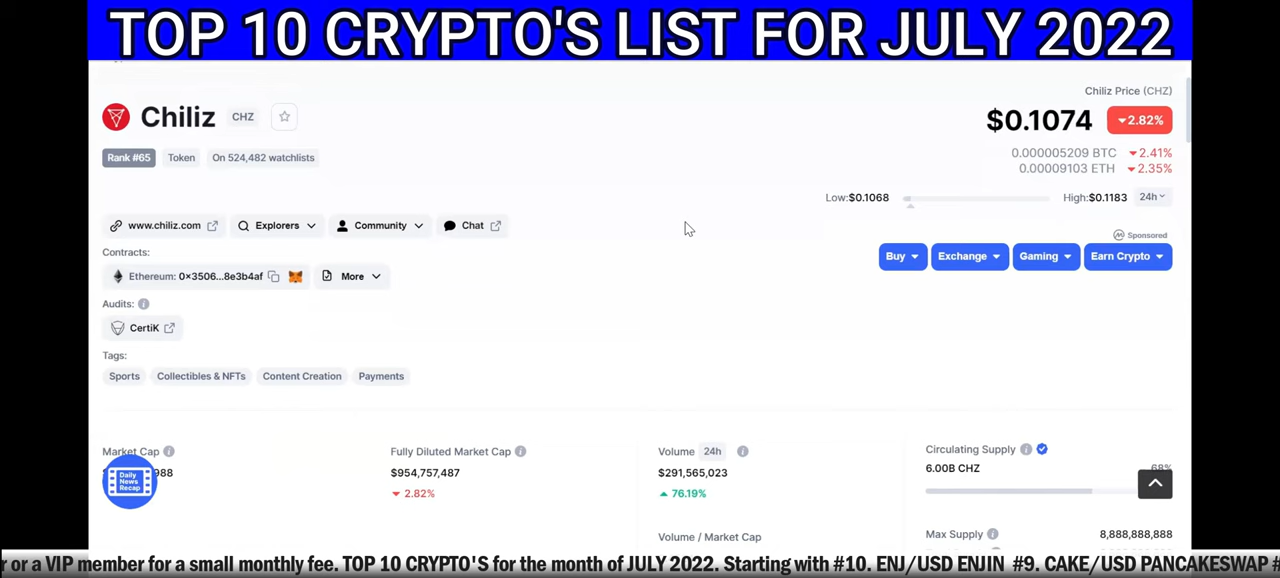 TOP 10 CRYPTO'S LIST FOR JULY 2022
Chiliz Price (CHZ)
Chiliz CHZ
$0.1074 2.82%
Rank #65 Token On 524,482 watchlists
0.000005209 BTC 2.41%
0.00009103 ETH 2.35%
Low:$0.1068 High:$0.1183 24h
www.chiliz.com Explorers Community Chat
Sponsored
Buy Exchange Gaming Earn Crypto
Contracts:
Ethereum: 0x3506...8e3b4af More
Audits:
CertiK
Tags:
Sports Collectibles & NFTs Content Creation Payments
Market Cap
988
Daily
News
Recap
Fully Diluted Market Cap
$954,757,487
2.82%
Volume 24h
$291,565,023
76.19%
Volume / Market Cap
Circulating Supply
6.00B CHZ 68%
Max Supply 8,888,888,888
r or a VIP member for a small monthly fee. TOP 10 CRYPTO'S for the month of JULY 2022. Starting with #10. ENJ/USD ENJIN #9. CAKE/USD PANCAKESWAP #